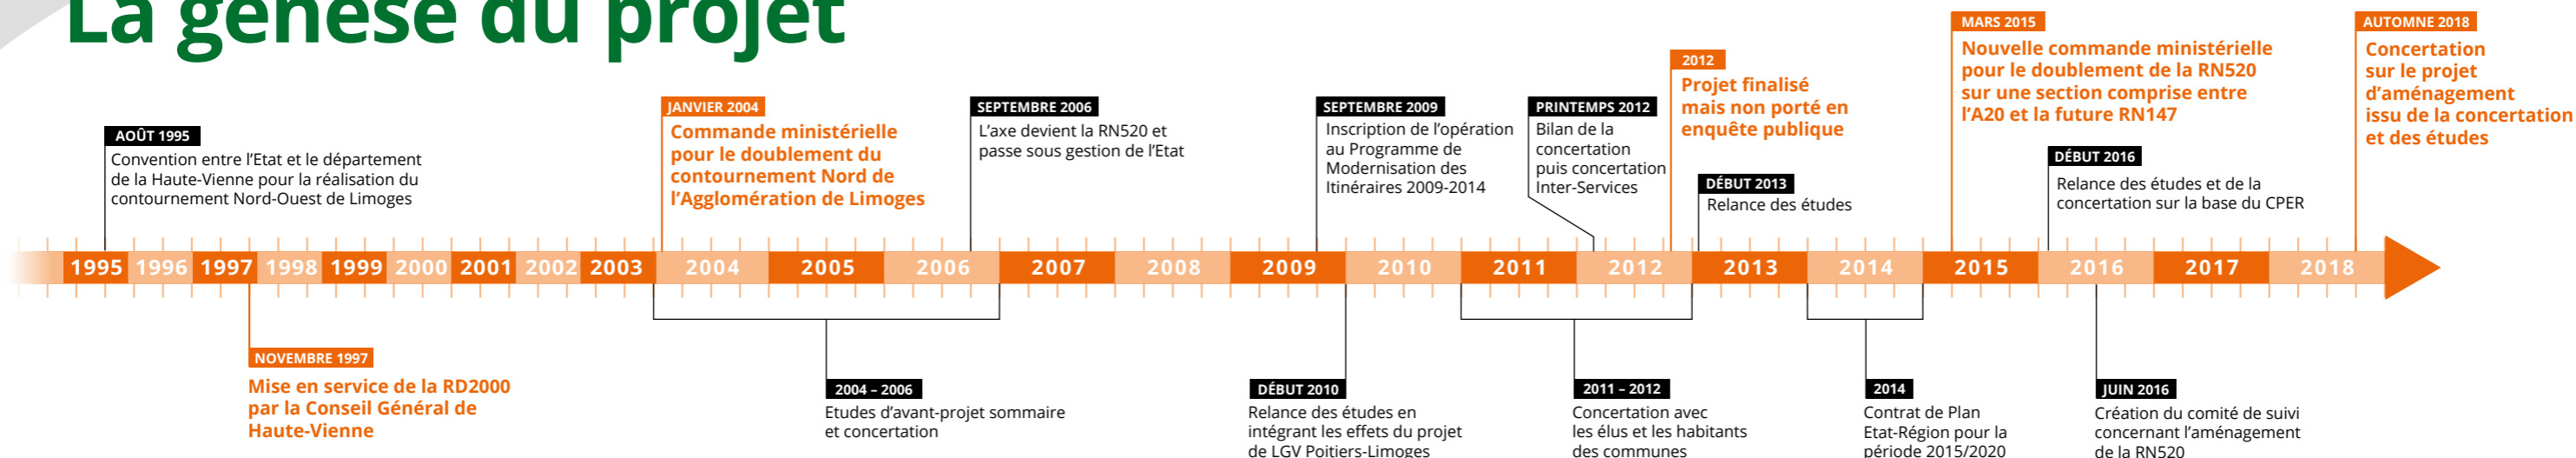 La genèse du projet
AOÛT 1995
Convention entre l’Etat et le département
de la Haute-Vienne pour la réalisation du
contournement Nord-Ouest de Limoges
JANVIER 2004
Commande ministérielle
pour le doublement du
contournement Nord de
l’Agglomération de Limoges
SEPTEMBRE 2006
L’axe devient la RN520 et
passe sous gestion de l’Etat
SEPTEMBRE 2009
Inscription de l’opération
au Programme de
Modernisation des
Itinéraires 2009-2014
PRINTEMPS 2012
Bilan de la
concertation
puis concertation
Inter-Services
2012
Projet finalisé
mais non porté en
enquête publique
DÉBUT 2013
Relance des études
MARS 2015
Nouvelle commande ministérielle
pour le doublement de la RN520
sur une section comprise entre
l’A20 et la future RN147
DÉBUT 2016
Relance des études et de la
concertation sur la base du CPER
AUTOMNE 2018
Concertation
sur le projet
d’aménagement
issu de la concertation
et des études
1995 1996 1997 1998 1999 2000 2001 2002 2003 2004 2005 2006 2007 2008 2009 2010 2011 2012 2013 2014 2015 2016 2017 2018
NOVEMBRE 1997
Mise en service de la RD2000
par la Conseil Général de
Haute-Vienne
2004 – 2006
Etudes d’avant-projet sommaire
et concertation
DÉBUT 2010
Relance des études en
intégrant les effets du projet
de LGV Poitiers-Limoges
2011 – 2012
Concertation avec
les élus et les habitants
des communes
2014
Contrat de Plan
Etat-Région pour la
période 2015/2020
JUIN 2016
Création du comité de suivi
concernant l’aménagement
de la RN520